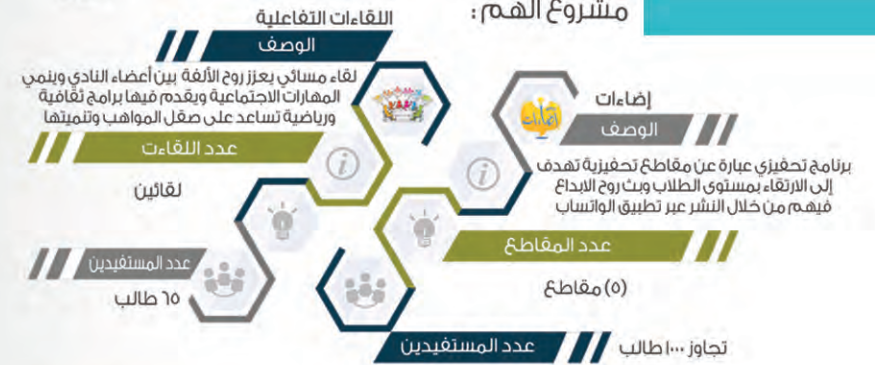 مشروع الهمم :
إضاءات
الوصف
برنامج تحفيزي عبارة عن مقاطع تحفيزية تهدف
إلى الارتقاء بمستوى الطلاب وبث روح الابداع
فيهم من خلال النشر عبر تطبيق الواتساب
عدد المقاطع
(٥) مقاطع
عدد المستفيدين
تجاوز ١٠٠٠ طالب
اللقاءات التفاعلية
الوصف
لقاء مسائي يعزز روح الألفة بين أعضاء النادي وينمي
المهارات الاجتماعية ويقدم فيها برامج ثقافية
ورياضية تساعد على صقل المواهب وتنميتها
عدد اللقاءت
لقائين
عدد المستفيدين
٦٥ طالب